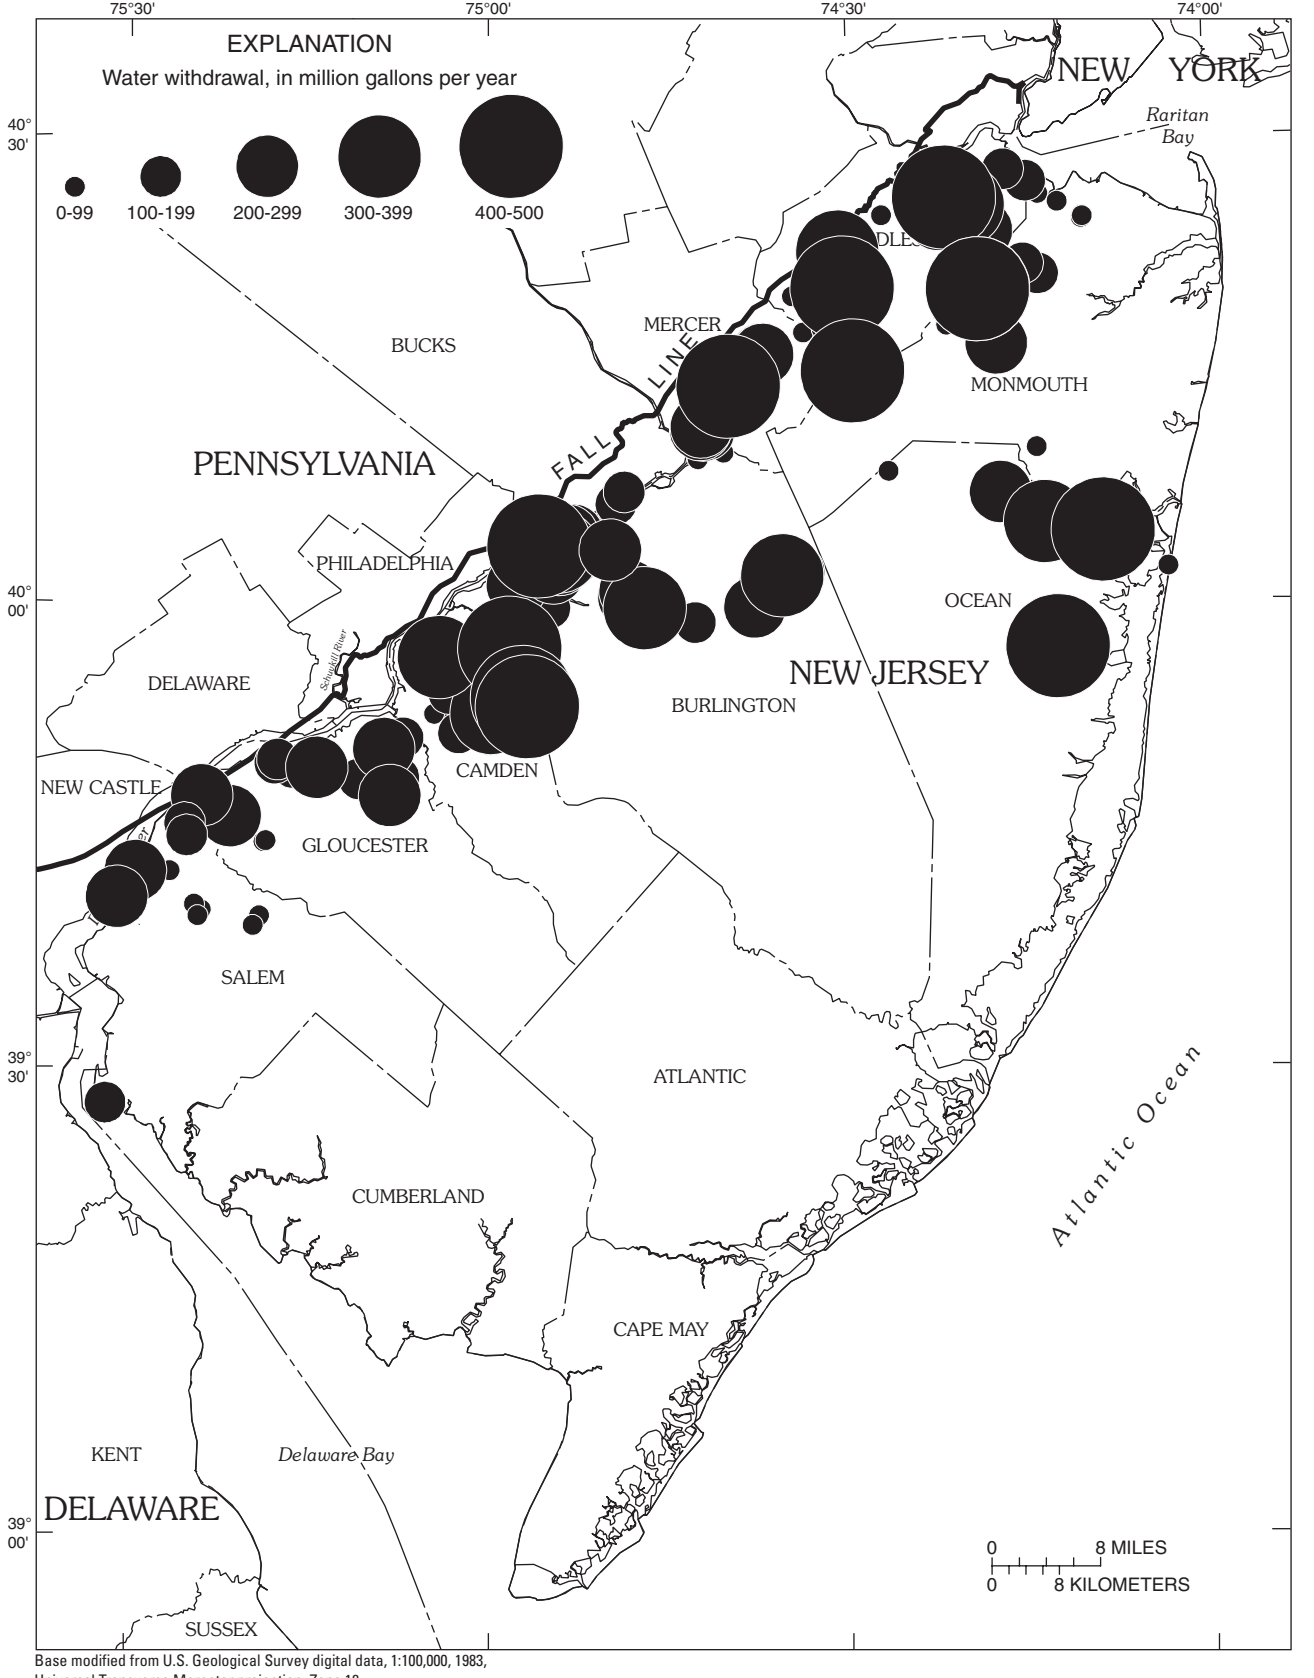 75°30' 75°00' 74°30' 74°00'
EXPLANATION
Water withdrawal, in million gallons per year
0-99 100-199 200-299 300-399 400-500
NEW YORK
Raritan
Bay
40°
30'
MERCER
BUCKS
LINE
MONMOUTH
FALL
PENNSYLVANIA
PHILADELPHIA
40°
00'
OCEAN
Schuylkill River
NEW JERSEY
DELAWARE
BURLINGTON
CAMDEN
NEW CASTLE
GLOUCESTER
SALEM
39°
30'
ATLANTIC
Atlantic Ocean
CUMBERLAND
CAPE MAY
KENT
Delaware Bay
DELAWARE
39°
00'
0 8 MILES
0 8 KILOMETERS
SUSSEX
Base modified from U.S. Geological Survey digital data, 1:100,000, 1983,